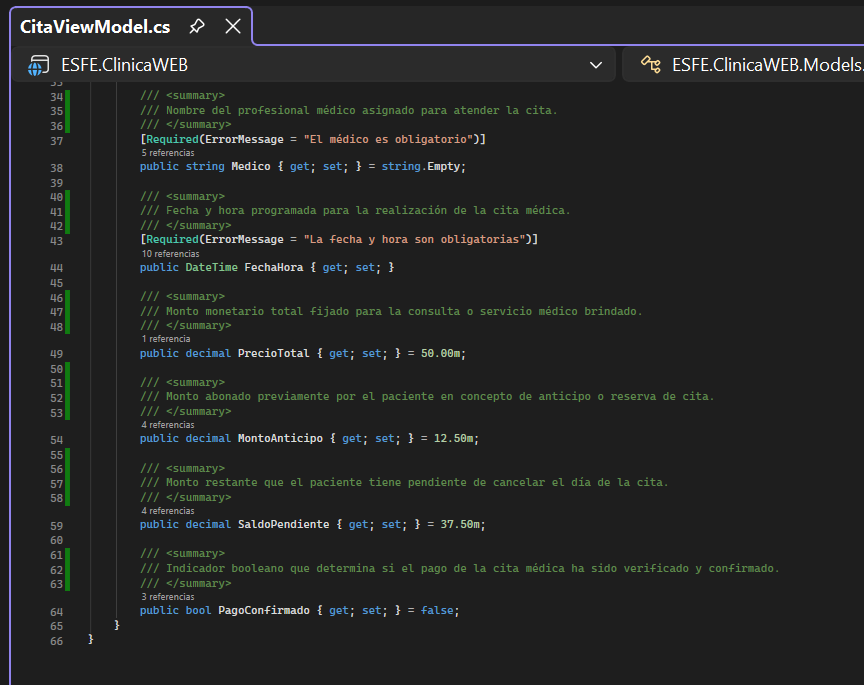 CitaViewModel.cs
ESFE.ClinicaWEB
ESFE.ClinicaWEB.Models.
34 /// <summary>
35 /// Nombre del profesional médico asignado para atender la cita.
36 /// </summary>
37 [Required(ErrorMessage = "El médico es obligatorio")]
5 referencias
38 public string Medico { get; set; } = string.Empty;
39
40 /// <summary>
41 /// Fecha y hora programada para la realización de la cita médica.
42 /// </summary>
43 [Required(ErrorMessage = "La fecha y hora son obligatorias")]
10 referencias
44 public DateTime FechaHora { get; set; }
45
46 /// <summary>
47 /// Monto monetario total fijado para la consulta o servicio médico brindado.
48 /// </summary>
1 referencia
49 public decimal PrecioTotal { get; set; } = 50.00m;
50
51 /// <summary>
52 /// Monto abonado previamente por el paciente en concepto de anticipo o reserva de cita.
53 /// </summary>
4 referencias
54 public decimal MontoAnticipo { get; set; } = 12.50m;
55
56 /// <summary>
57 /// Monto restante que el paciente tiene pendiente de cancelar el día de la cita.
58 /// </summary>
4 referencias
59 public decimal SaldoPendiente { get; set; } = 37.50m;
60
61 /// <summary>
62 /// Indicador booleano que determina si el pago de la cita médica ha sido verificado y confirmado.
63 /// </summary>
3 referencias
64 public bool PagoConfirmado { get; set; } = false;
65 }
66 }